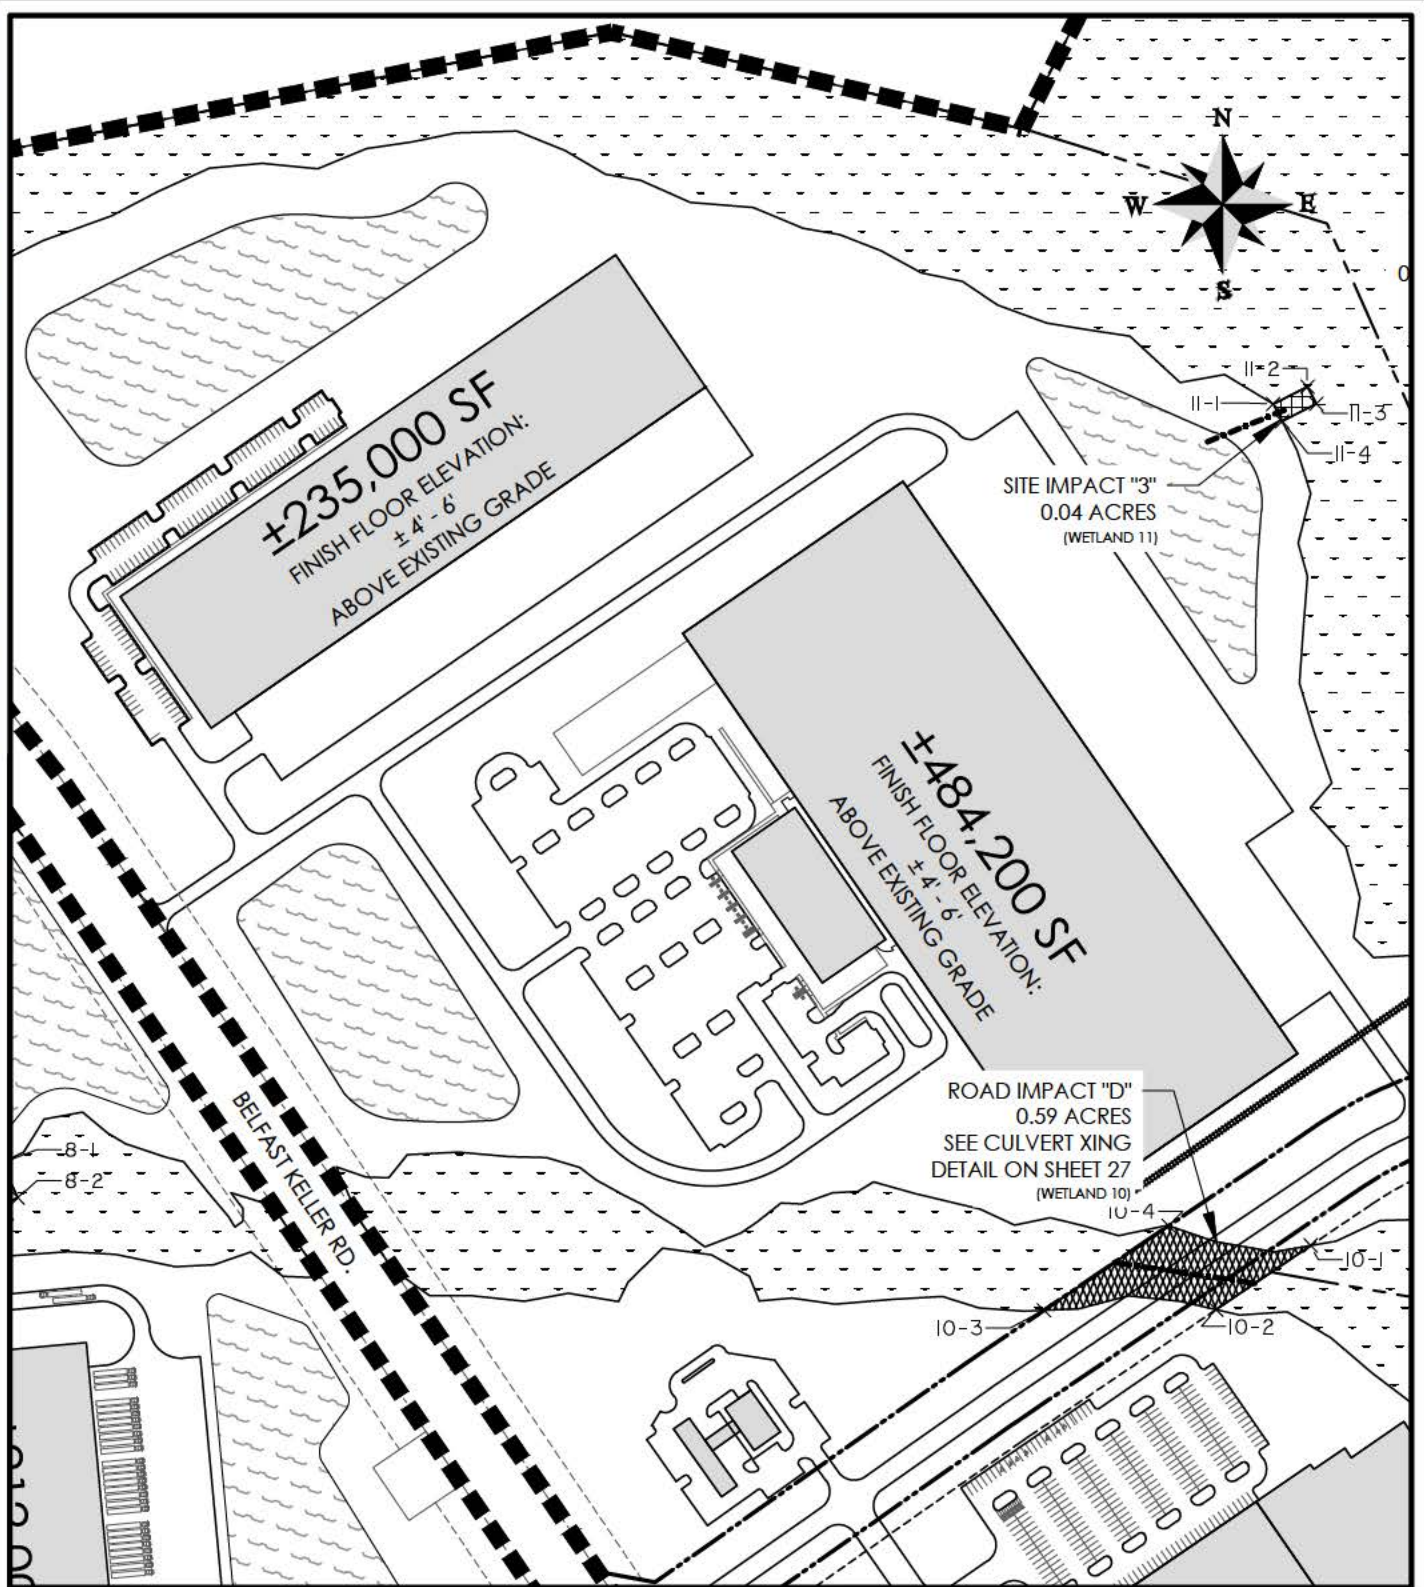 N
W
E
S
0
11-2
11-1
11-3
11-4
SITE IMPACT "3"
0.04 ACRES
(WETLAND 11)
±235,000 SF
FINISH FLOOR ELEVATION:
± 4' - 6'
ABOVE EXISTING GRADE
±484,200 SF
FINISH FLOOR ELEVATION:
± 4' - 6'
ABOVE EXISTING GRADE
ROAD IMPACT "D"
0.59 ACRES
SEE CULVERT XING
DETAIL ON SHEET 27
(WETLAND 10)
10-4
10-1
10-3
10-2
BELFAST KELLER RD.
8-1
8-2